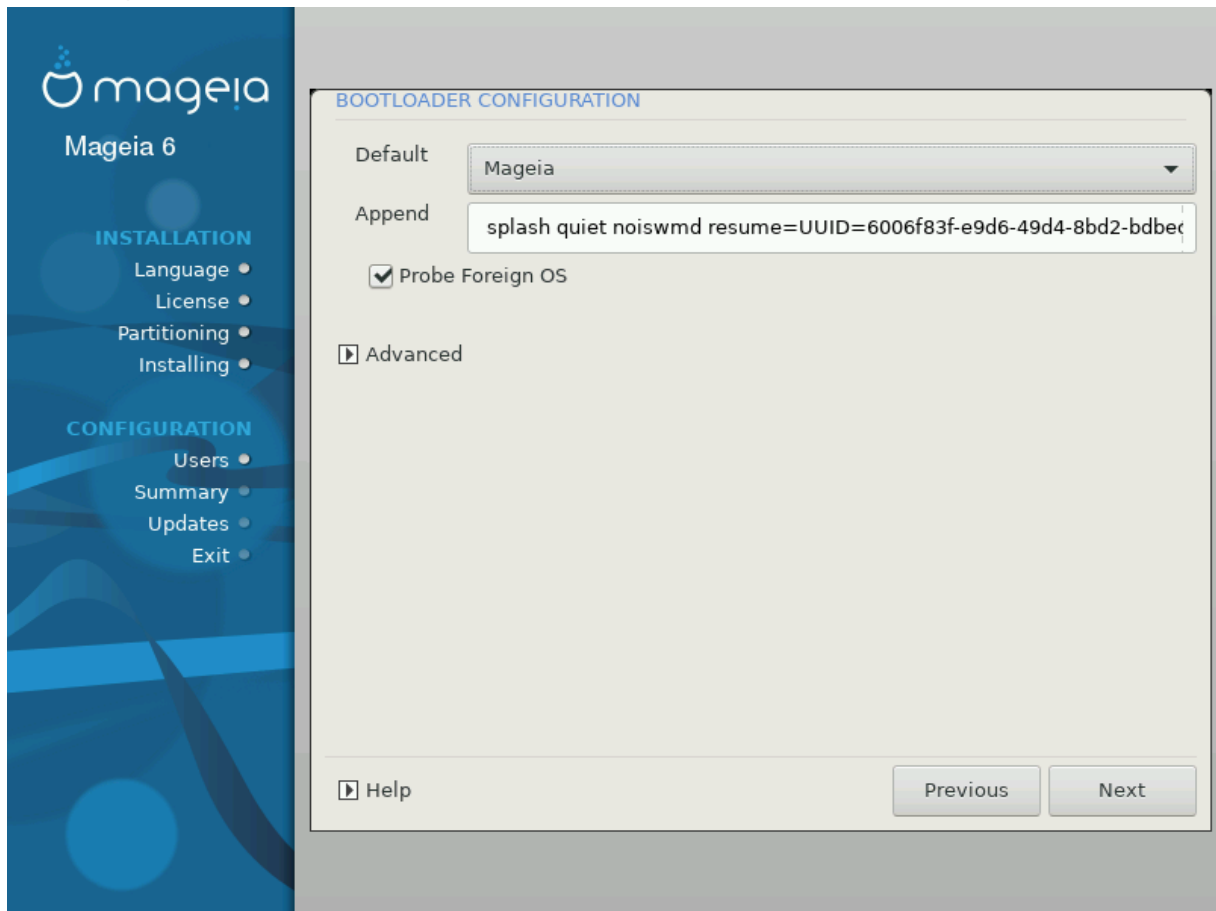 mageia
Mageia 6
INSTALLATION
Language
License
Partitioning
Installing
CONFIGURATION
Users
Summary
Updates
Exit
BOOTLOADER CONFIGURATION
Default
Mageia
Append
splash quiet noiswmd resume=UUID=6006f83f-e9d6-49d4-8bd2-bdbec
Probe Foreign OS
Advanced
Help
Previous
Next